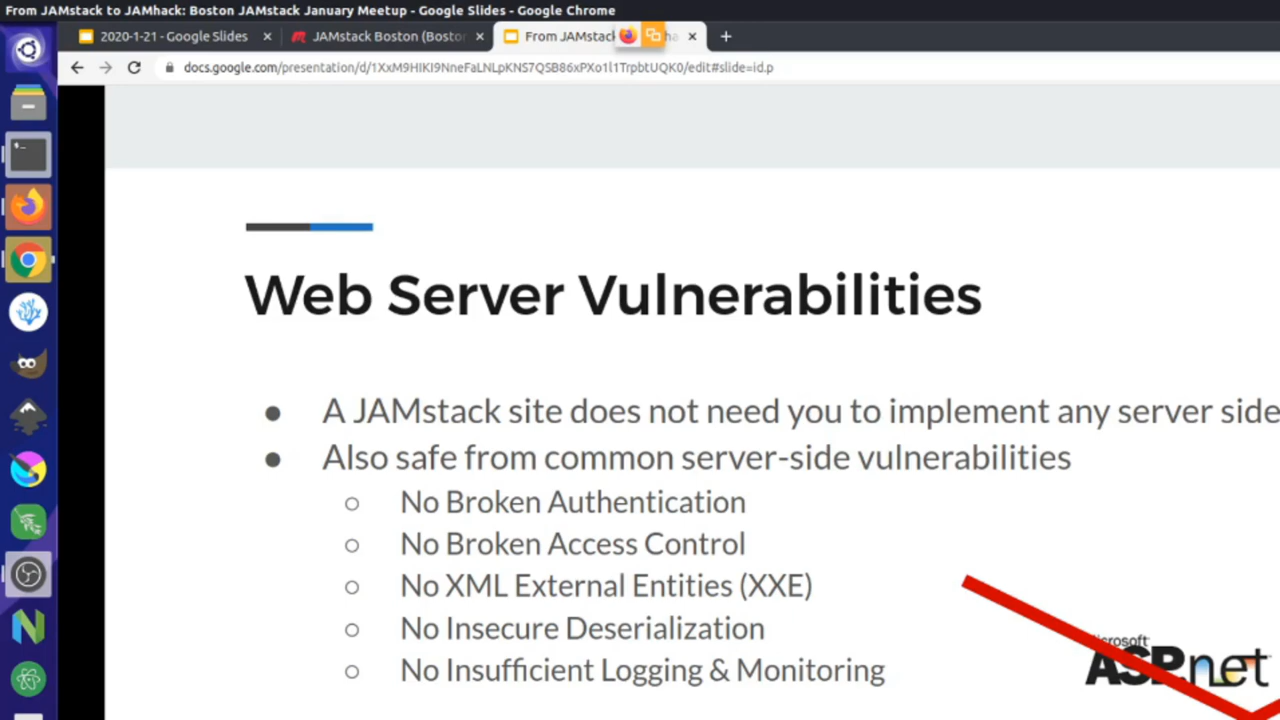 From JAMstack to JAMhack: Boston JAMstack January Meetup - Google Slides - Google Chrome
2020-1-21 - Google Slides
JAMstack Boston (Bostor
From JAMstack
docs.google.com/presentation/d/1XxM9HIKI9NneFaLNLpKNS7QSB86xPXo1l1TrpbtUQK0/edit#slide=id.p
Web Server Vulnerabilities
● A JAMstack site does not need you to implement any server side
● Also safe from common server-side vulnerabilities
○ No Broken Authentication
○ No Broken Access Control
○ No XML External Entities (XXE)
○ No Insecure Deserialization
○ No Insufficient Logging & Monitoring
Microsoft
ASP.net